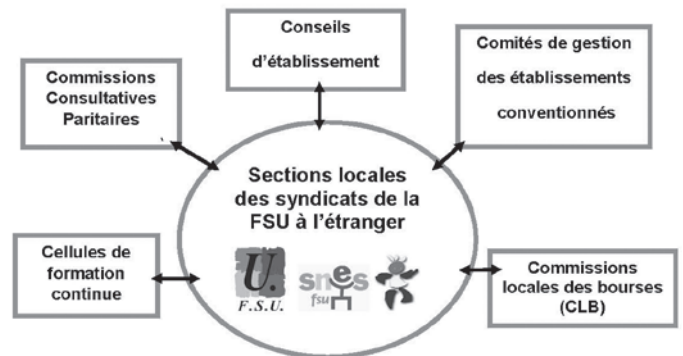 Conseils
d'établissement
Comités de gestion
des établissements
conventionnés
Commissions
Consultatives
Paritaires
Sections locales
des syndicats de la
FSU à l'étranger
U.
F.S.U.
snes
fsu
Cellules de
formation
continue
Commissions
locales des bourses
(CLB)